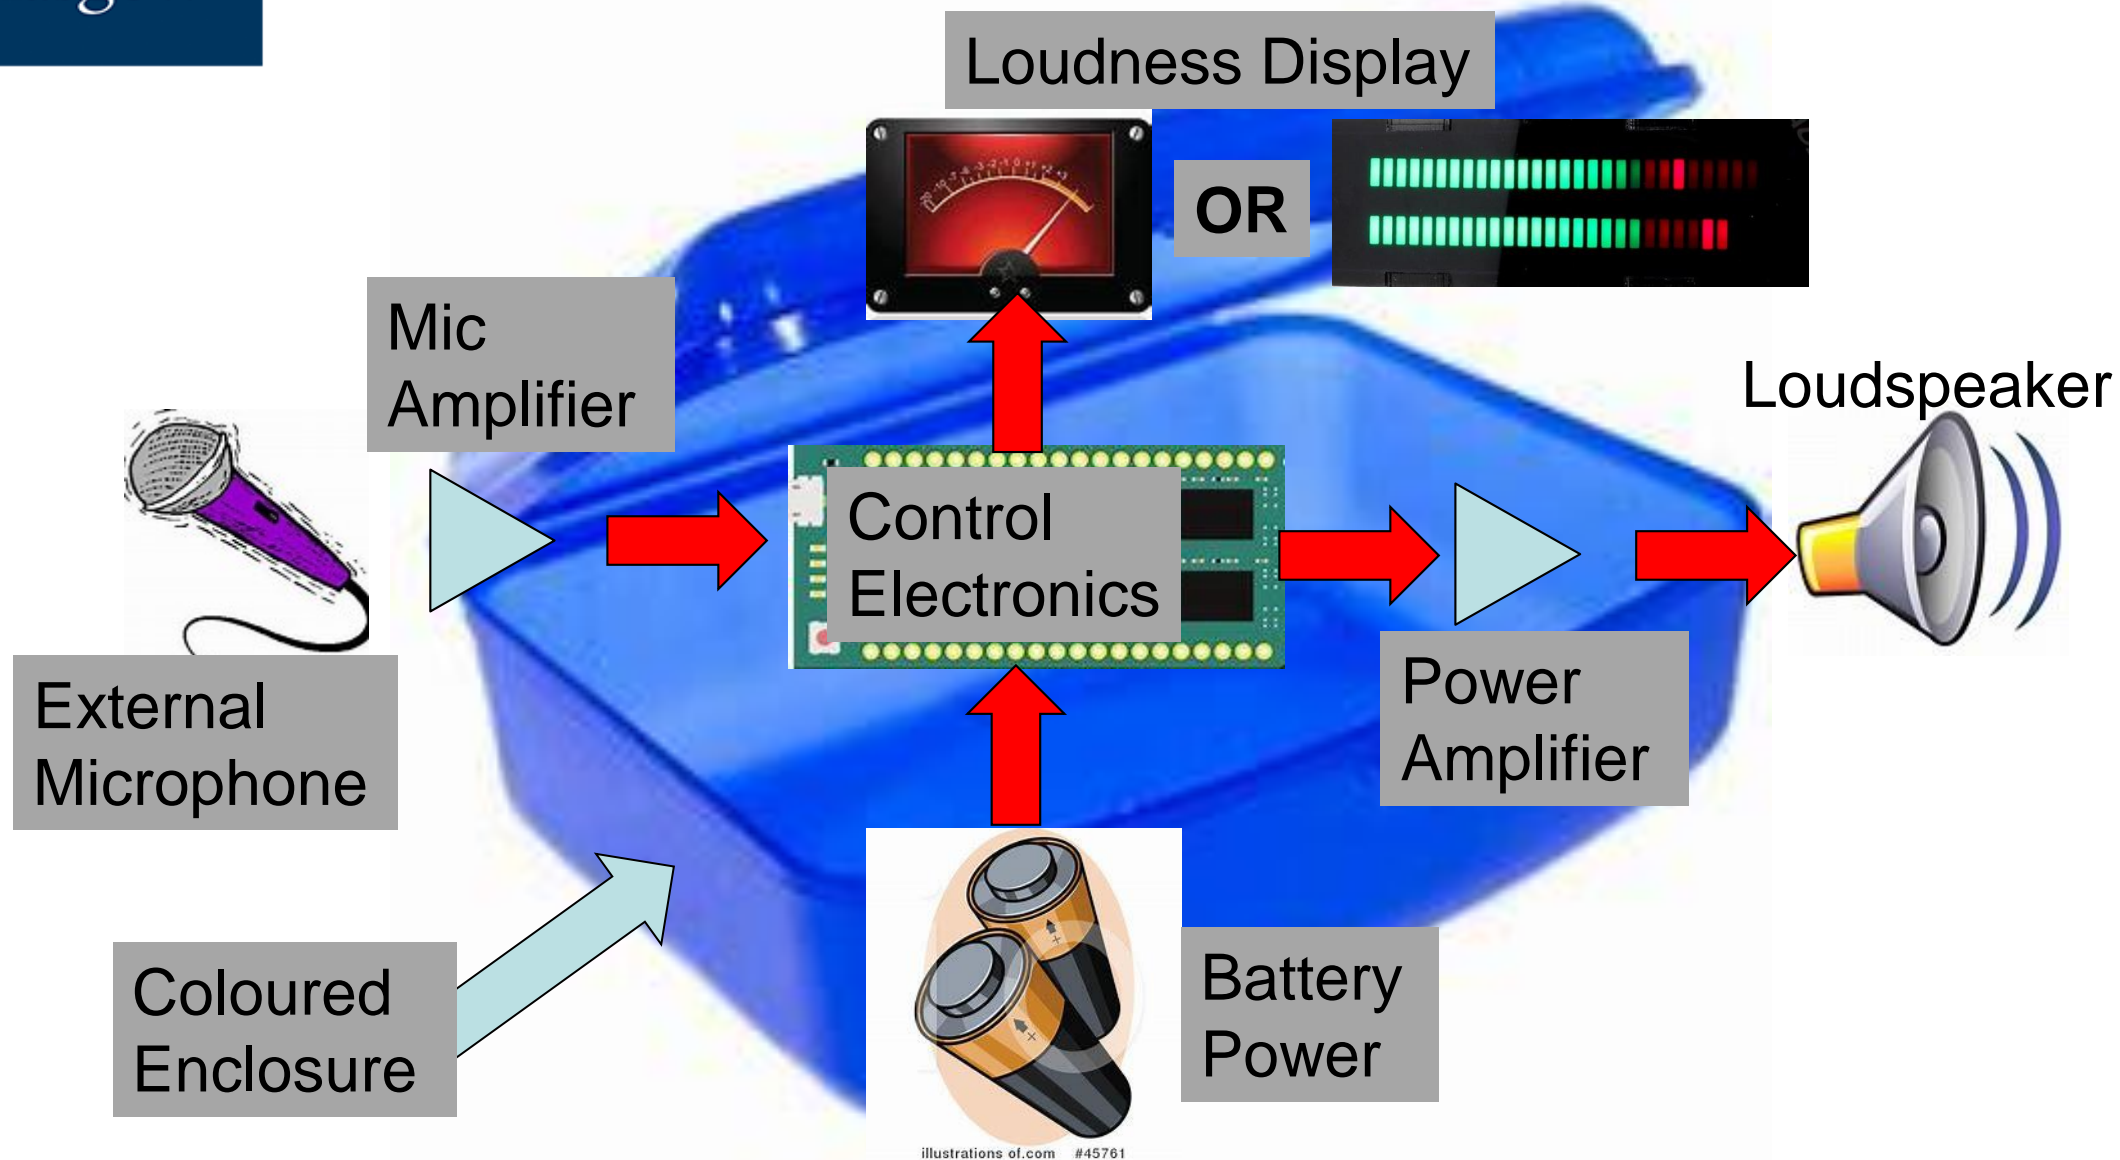 Loudness Display
OR
Mic
Amplifier
Loudspeaker
Control
Electronics
External
Microphone
Power
Amplifier
Coloured
Enclosure
Battery
Power
illustrations of.com #45761